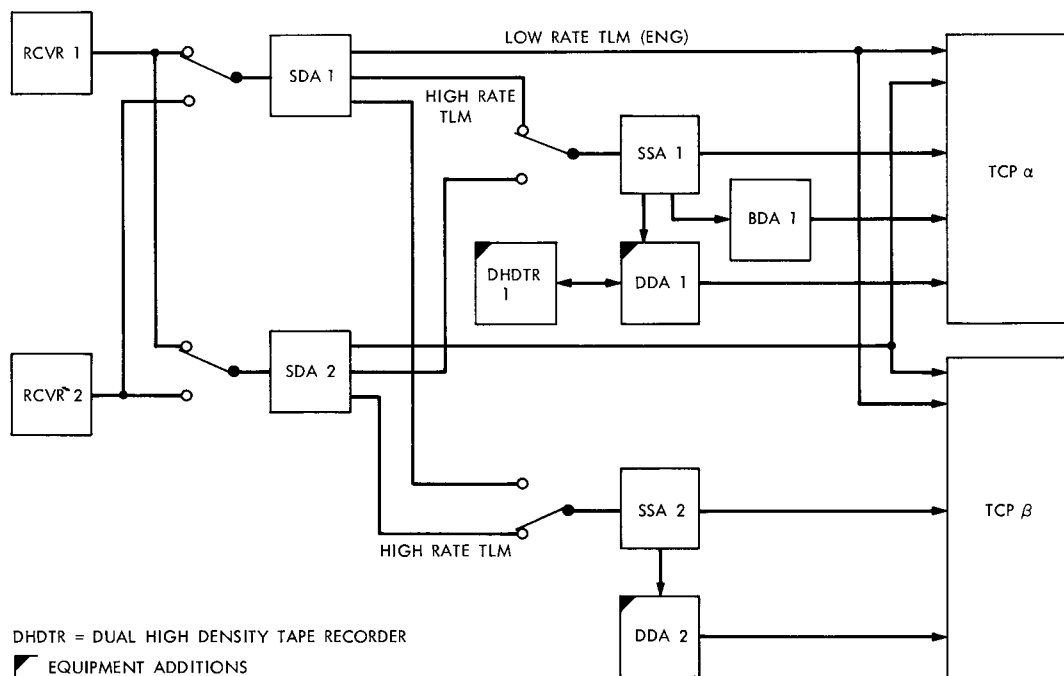 RCVR 1
SDA 1
LOW RATE TLM (ENG)
HIGH RATE
TLM
SSA 1
BDA 1
DHDTR
1
DDA 1
TCP α
RCVR 2
SDA 2
HIGH RATE TLM
SSA 2
DDA 2
TCP β
DHDTR = DUAL HIGH DENSITY TAPE RECORDER
EQUIPMENT ADDITIONS